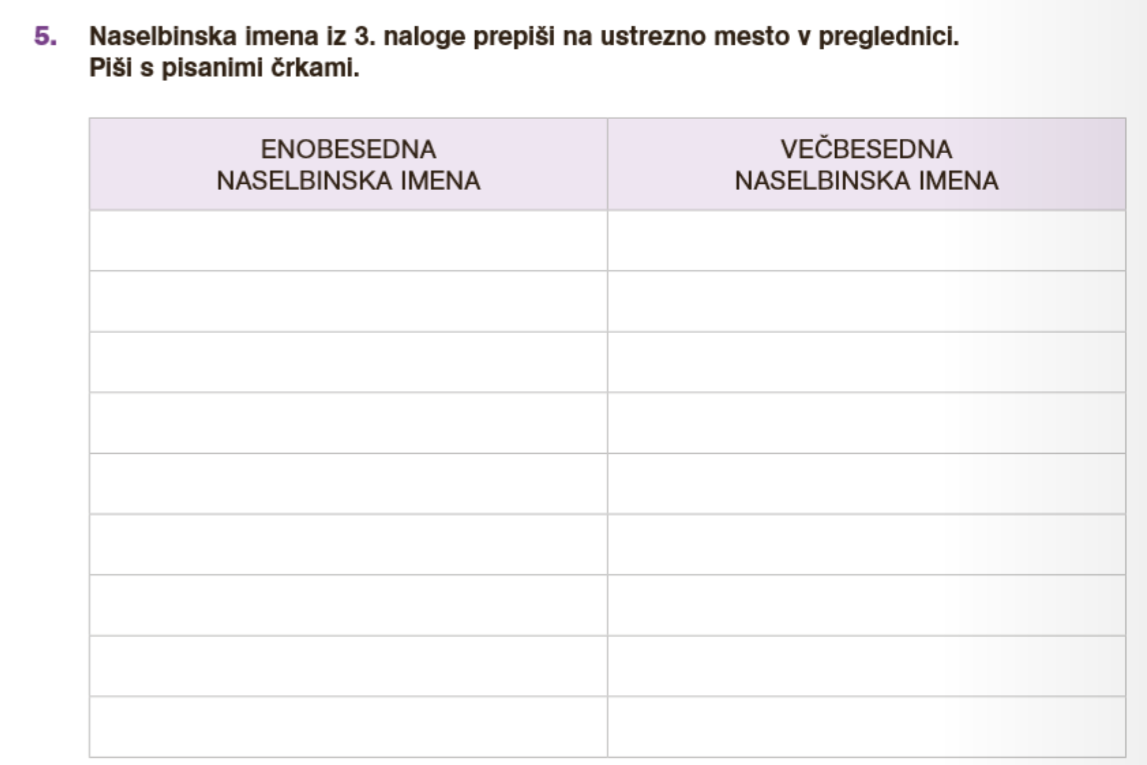 5. Naselbinska imena iz 3. naloge prepiši na ustrezno mesto v preglednici.
Piši s pisanimi črkami.
ENOBESEDNA
NASELBINSKA IMENA
VEČBESEDNA
NASELBINSKA IMENA